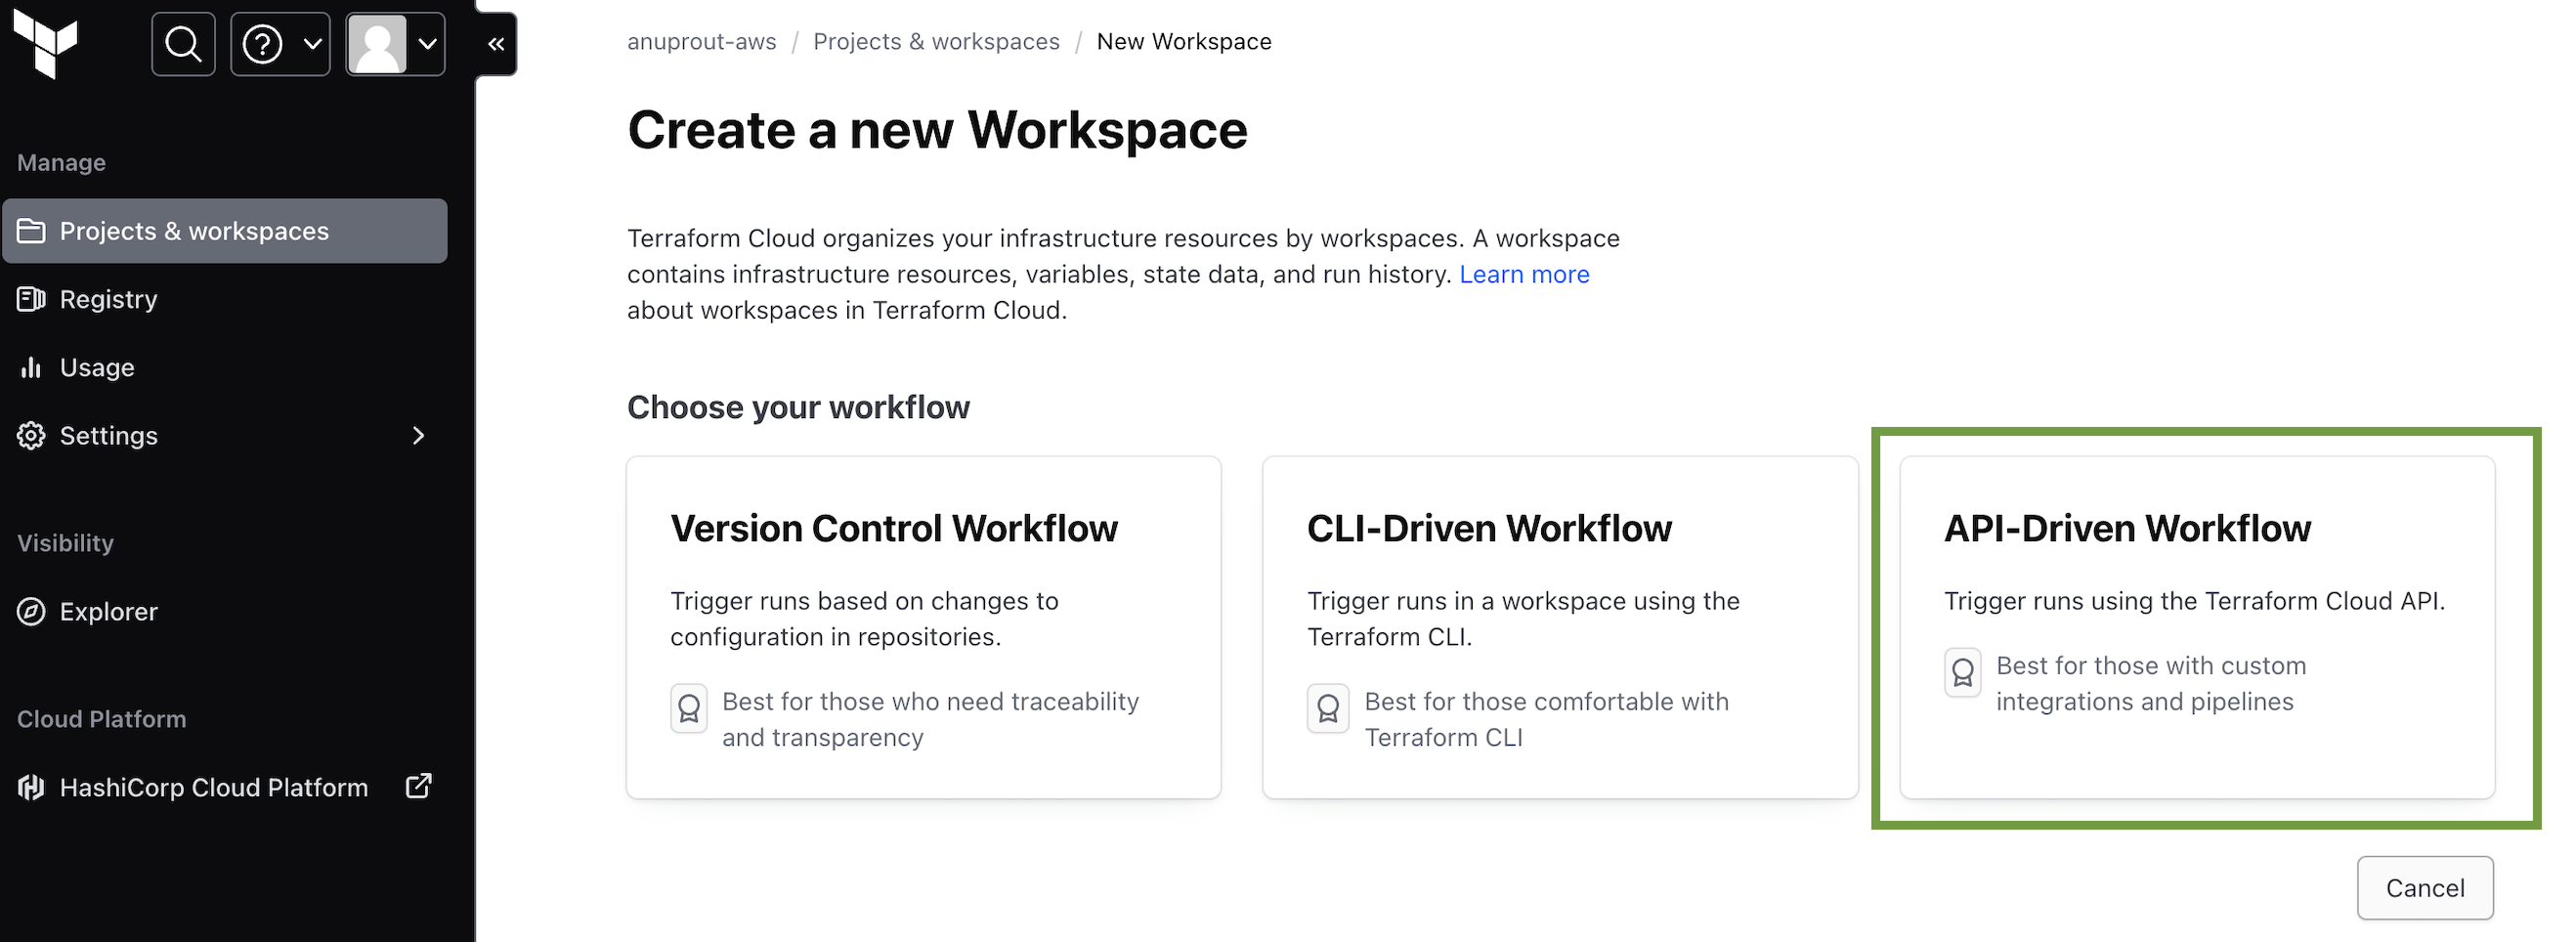 Manage
Projects & workspaces
Registry
Usage
Settings
Visibility
Explorer
Cloud Platform
HashiCorp Cloud Platform
anuprout-aws / Projects & workspaces / New Workspace
Create a new Workspace
Terraform Cloud organizes your infrastructure resources by workspaces. A workspace
contains infrastructure resources, variables, state data, and run history. Learn more
about workspaces in Terraform Cloud.
Choose your workflow
Version Control Workflow
Trigger runs based on changes to
configuration in repositories.
Best for those who need traceability
and transparency
CLI-Driven Workflow
Trigger runs in a workspace using the
Terraform CLI.
Best for those comfortable with
Terraform CLI
API-Driven Workflow
Trigger runs using the Terraform Cloud API.
Best for those with custom
integrations and pipelines
Cancel